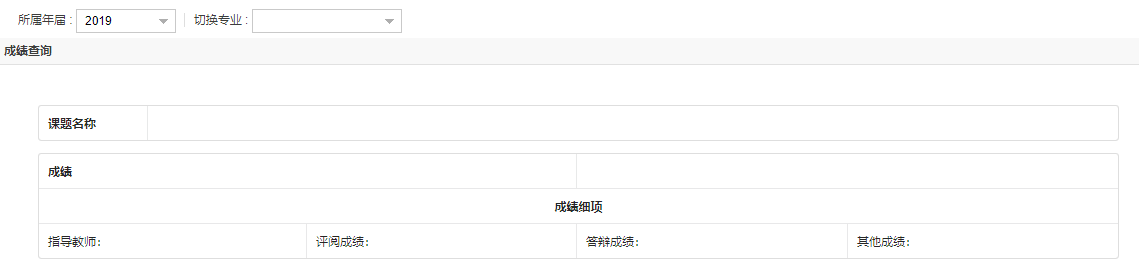 所属年届 : 2019 切换专业 :
成绩查询
课题名称
成绩
成绩细项
指导教师: 评阅成绩: 答辩成绩: 其他成绩: